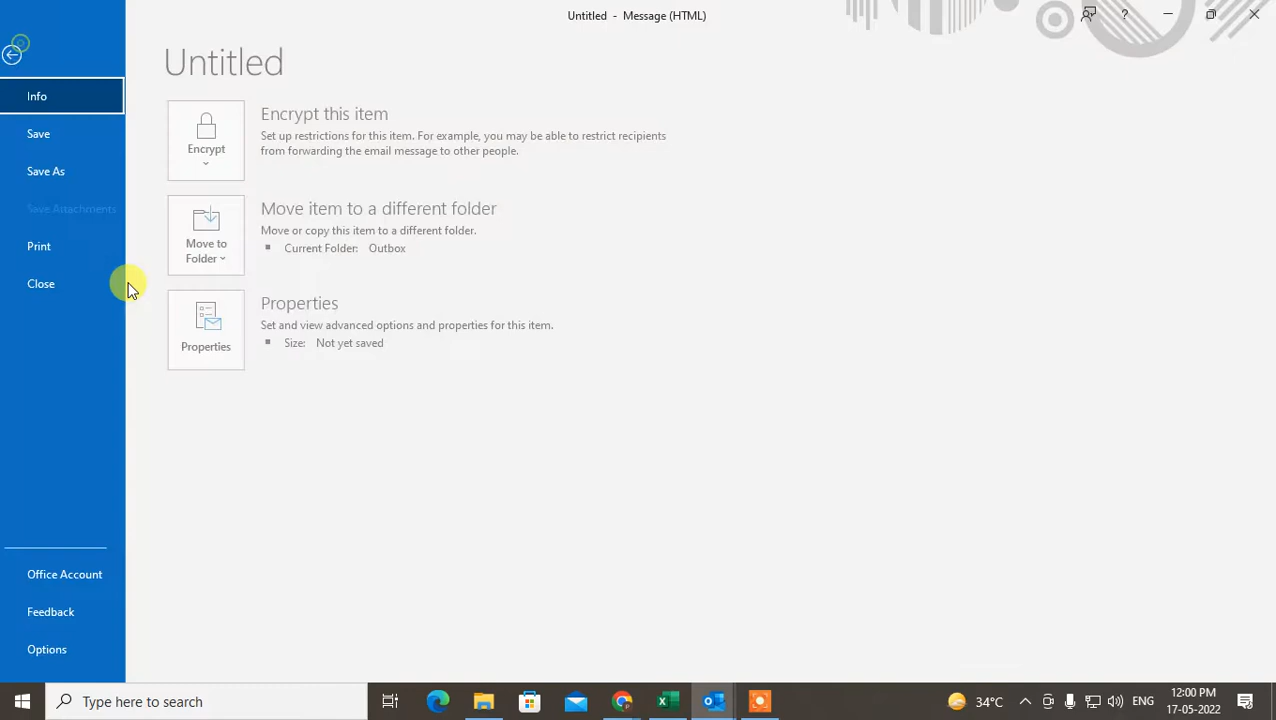 Untitled - Message (HTML)
?
Untitled
Info
Save
Save As
Save Attachments
Print
Close
Encrypt
Encrypt this item
Set up restrictions for this item. For example, you may be able to restrict recipients
from forwarding the email message to other people.
Move to
Folder
Move item to a different folder
Move or copy this item to a different folder.
Current Folder: Outbox
Properties
Properties
Set and view advanced options and properties for this item.
Size: Not yet saved
Office Account
Feedback
Options
Type here to search
34°C
ENG
12:00 PM
17-05-2022